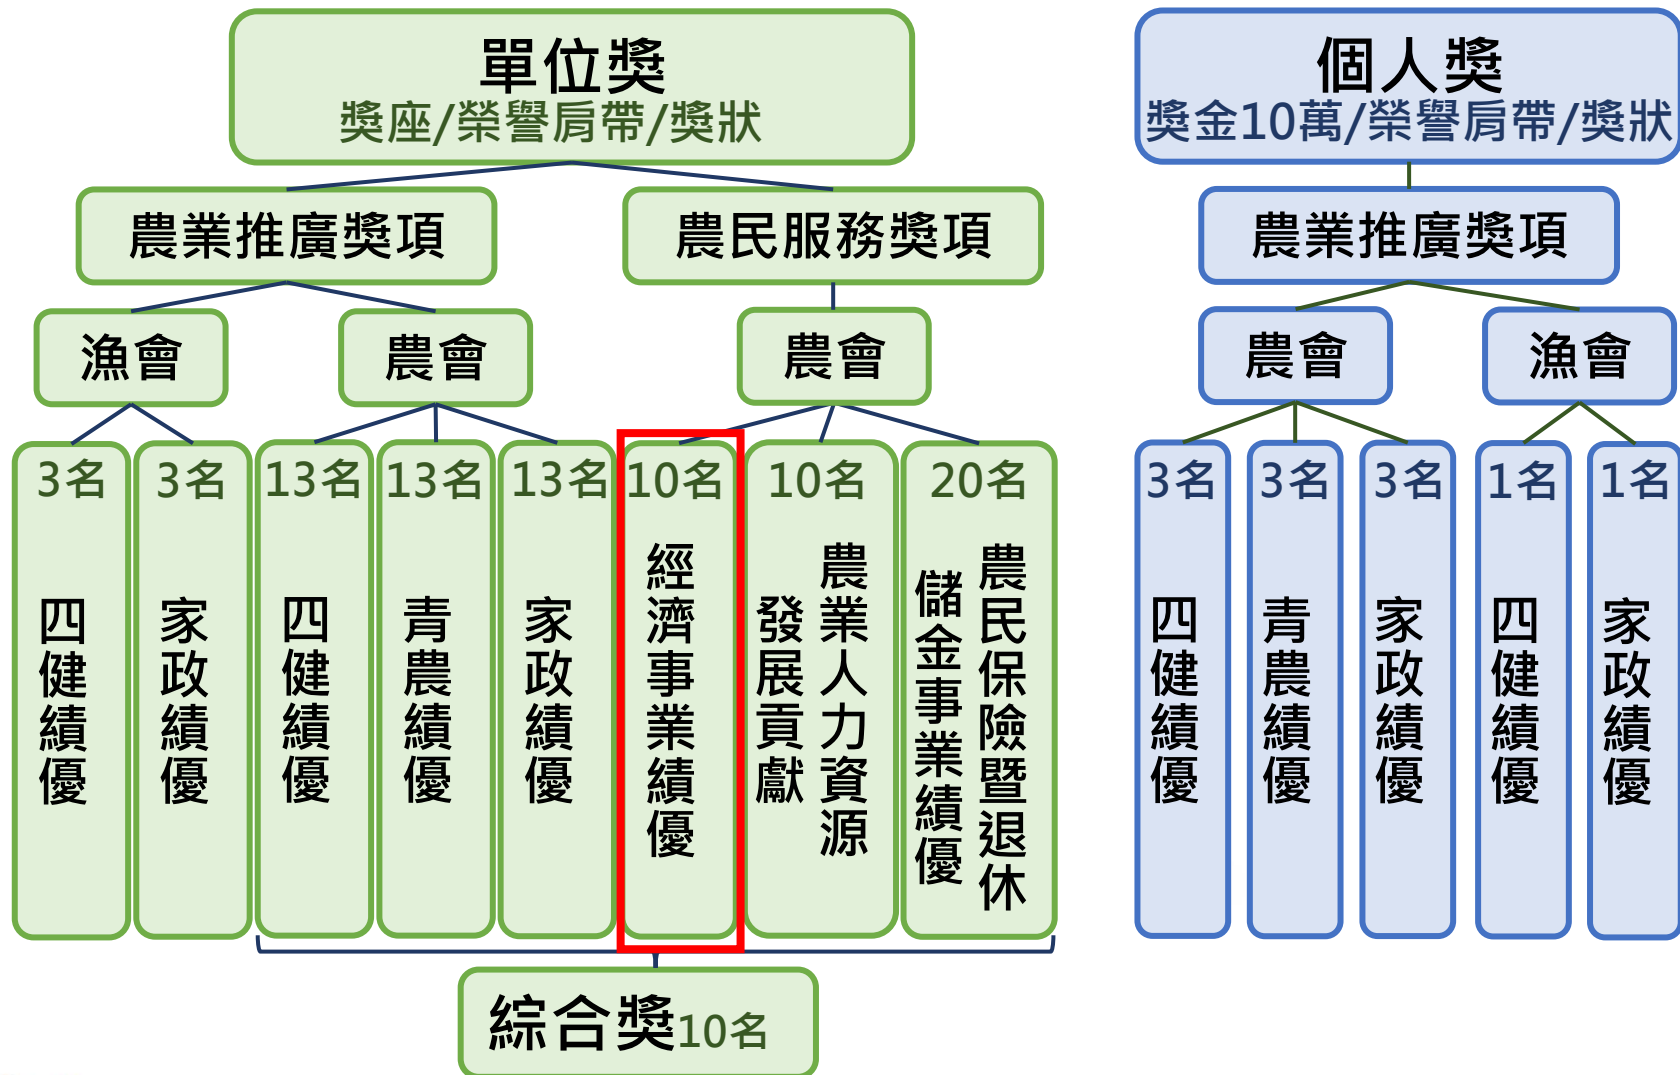 單位獎
獎座/榮譽肩帶/獎狀
農業推廣獎項
農民服務獎項
漁會
農會
農會
3名
四健績優
3名
家政績優
13名
四健績優
13名
青農績優
13名
家政績優
10名
經濟事業績優
10名
農業人力資源
發展貢獻
20名
農民保險暨退休
儲金事業績優
綜合獎10名
個人獎
獎金10萬/榮譽肩帶/獎狀
農業推廣獎項
農會
漁會
3名
四健績優
3名
青農績優
3名
家政績優
1名
四健績優
1名
家政績優